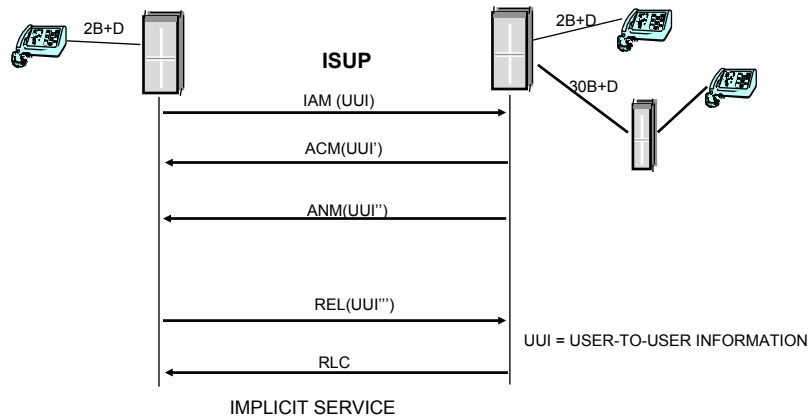 2B+D
2B+D
ISUP
30B+D
IAM (UUI)
ACM(UUI')
ANM(UUI'')
REL(UUI''')
UUI = USER-TO-USER INFORMATION
RLC
IMPLICIT SERVICE